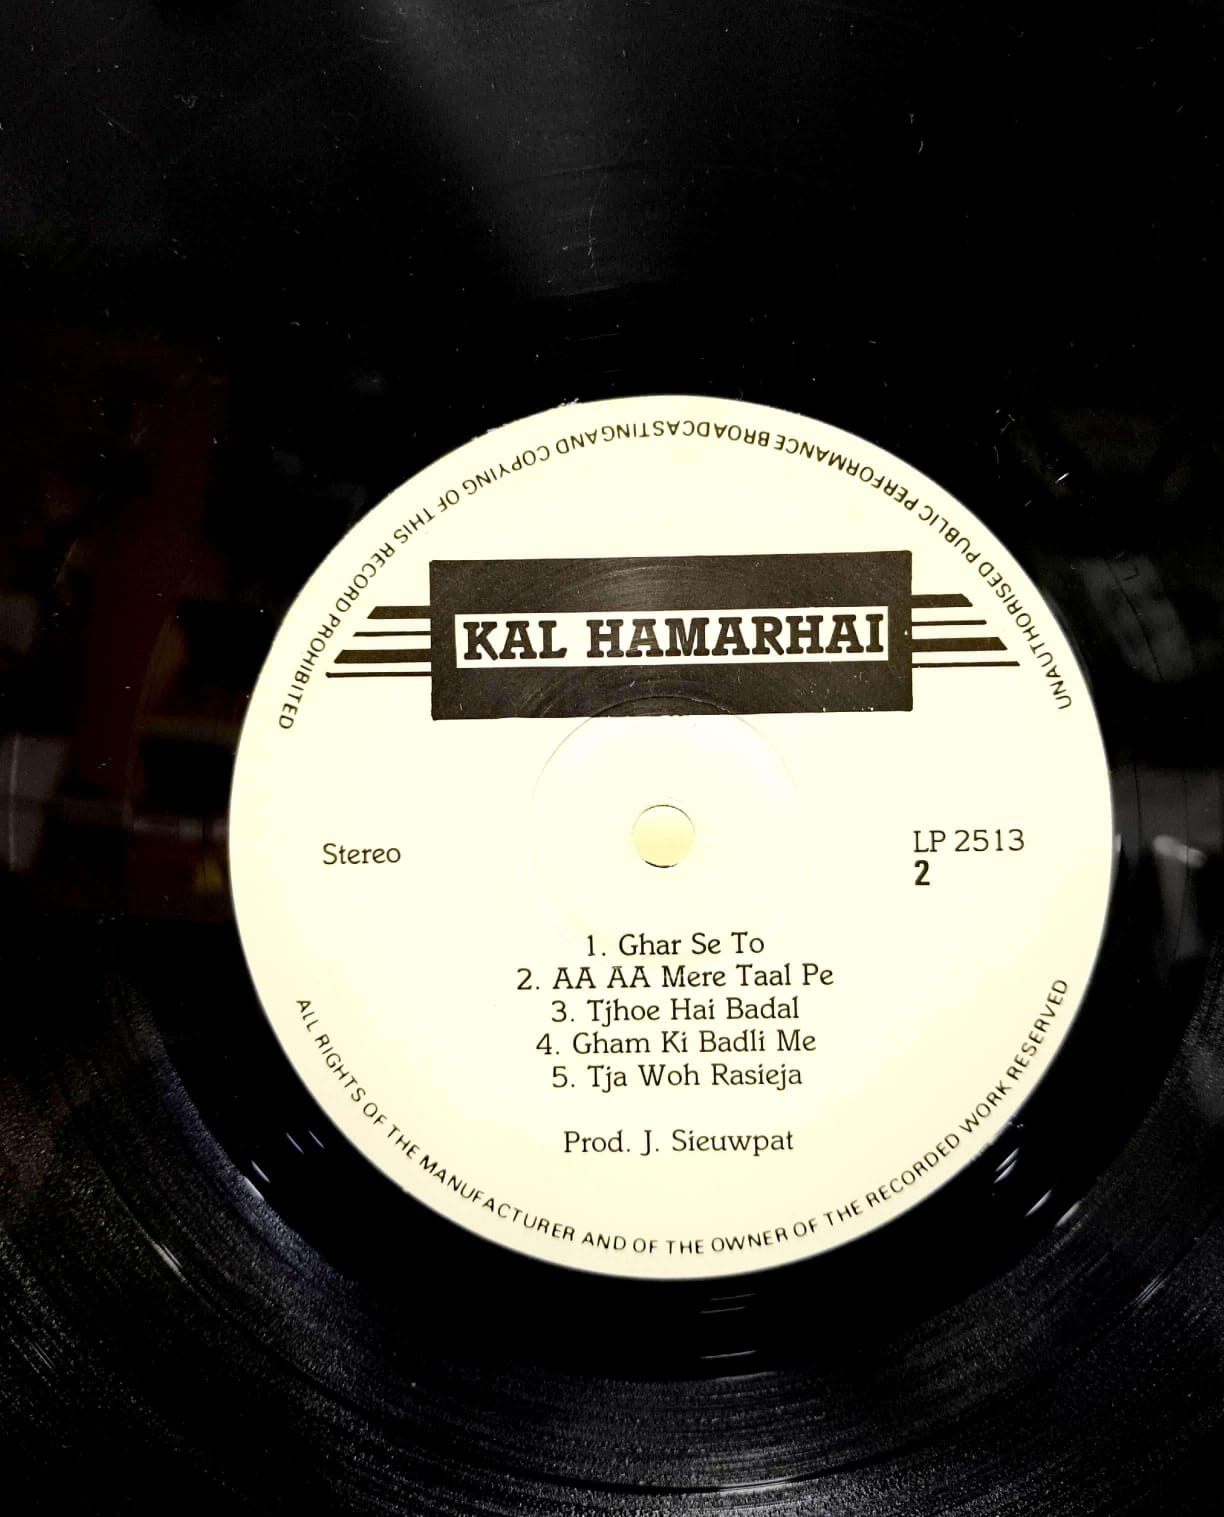 UNAUTHORISED PUBLIC PERFORMANCE BROADCASTING AND COPYING OF THIS RECORD PROHIBITED
KAL HAMARHAI
Stereo
LP 2513
2
1. Ghar Se To
2. AA AA Mere Taal Pe
3. Tjhoe Hai Badal
4. Gham Ki Badli Me
5. Tja Woh Rasieja
Prod. J. Sieuwpat
ALL RIGHTS OF THE MANUFACTURER AND OF THE OWNER OF THE RECORDED WORK RESERVED